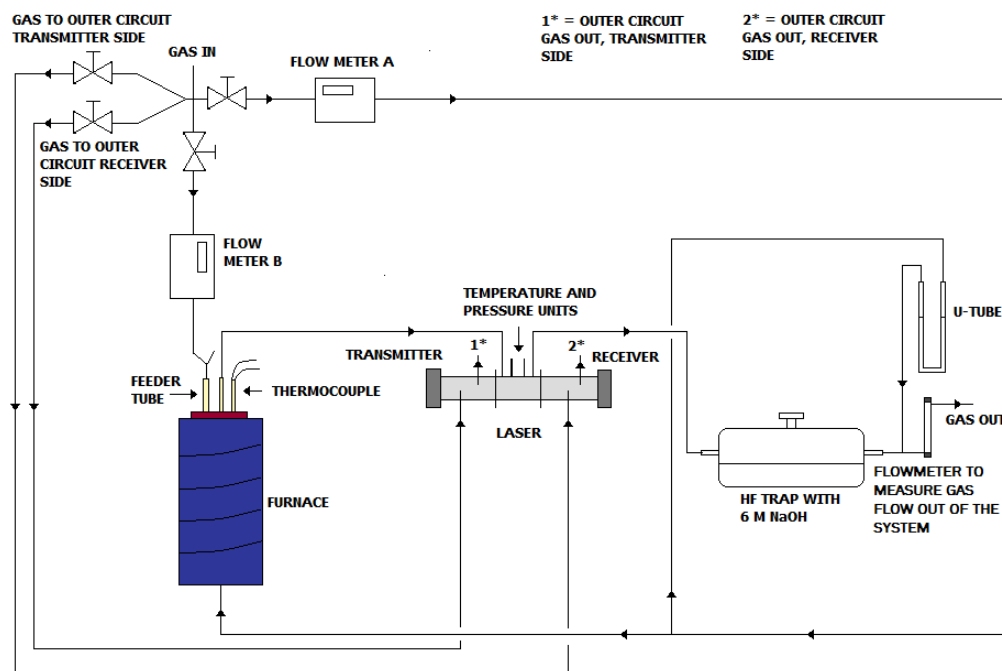 GAS TO OUTER CIRCUIT
TRANSMITTER SIDE
GAS IN
FLOW METER A
1* = OUTER CIRCUIT
GAS OUT, TRANSMITTER
SIDE
2* = OUTER CIRCUIT
GAS OUT, RECEIVER
SIDE
GAS TO OUTER
CIRCUIT RECEIVER
SIDE
FLOW
METER B
TEMPERATURE AND
PRESSURE UNITS
U-TUBE
TRANSMITTER
1*
2*
RECEIVER
FEEDER
TUBE
THERMOCOUPLE
LASER
GAS OUT
FURNACE
HF TRAP WITH
6 M NaOH
FLOWMETER TO
MEASURE GAS
FLOW OUT OF THE
SYSTEM